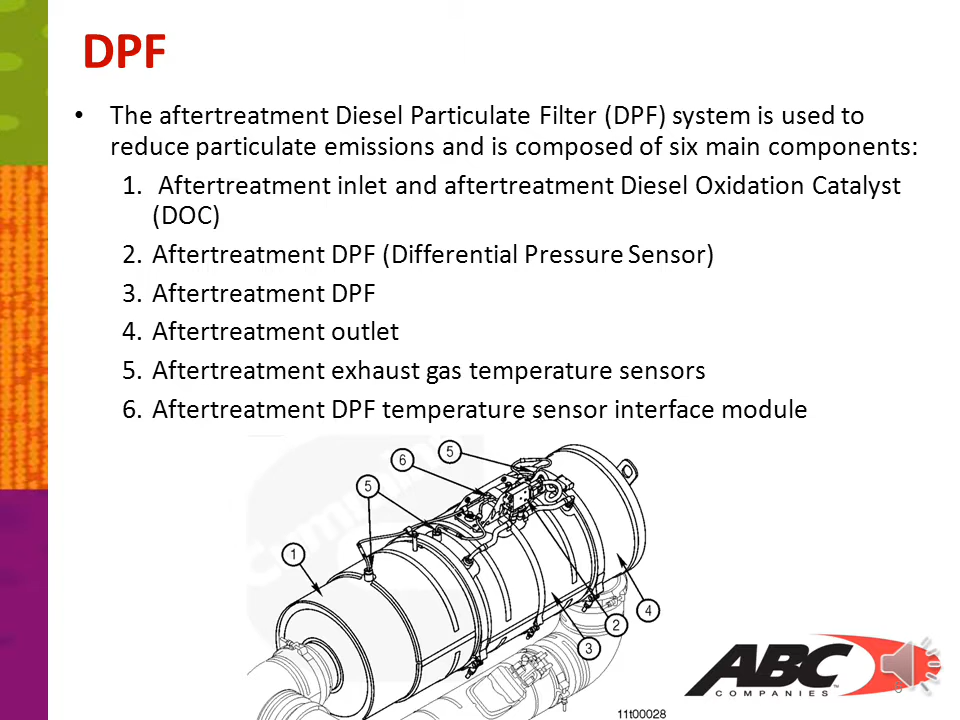 DPF
• The aftertreatment Diesel Particulate Filter (DPF) system is used to
reduce particulate emissions and is composed of six main components:
1. Aftertreatment inlet and aftertreatment Diesel Oxidation Catalyst
(DOC)
2. Aftertreatment DPF (Differential Pressure Sensor)
3. Aftertreatment DPF
4. Aftertreatment outlet
5. Aftertreatment exhaust gas temperature sensors
6. Aftertreatment DPF temperature sensor interface module
5
6
5
1
4
2
3
ABC
COMPANIES™
11t00028